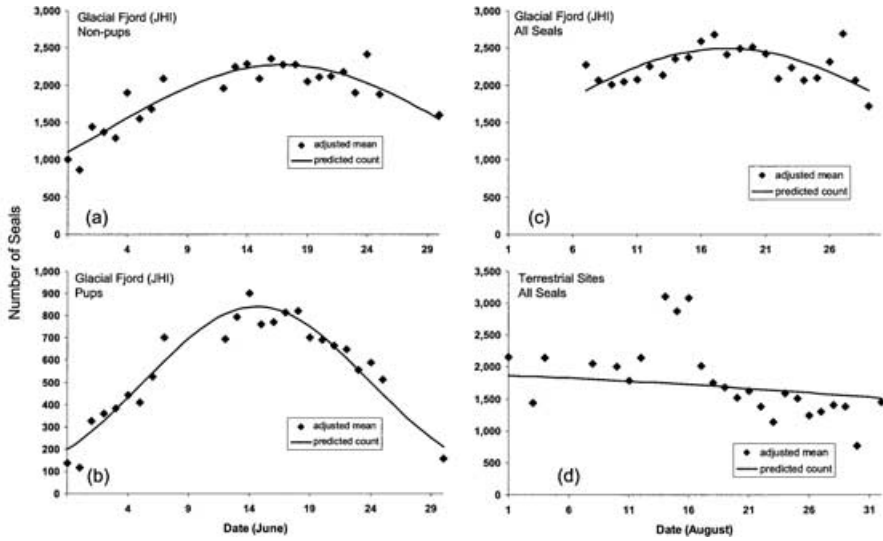 Number of Seals
Glacial Fjord (JHI)
Non-pups
3,000
2,500
2,000
1,500
1,000
500
0
adjusted mean
predicted count
(a)
4
9
14
19
24
29
Glacial Fjord (JHI)
Pups
1,000
900
800
700
600
500
400
300
200
100
0
adjusted mean
predicted count
(b)
4
9
14
19
24
29
Date (June)
Glacial Fjord (JHI)
All Seals
3,000
2,500
2,000
1,500
1,000
500
0
adjusted mean
predicted count
(c)
1
6
11
16
21
26
Terrestrial Sites
All Seals
3,500
3,000
2,500
2,000
1,500
1,000
500
0
adjusted mean
predicted count
(d)
1
6
11
16
21
26
31
Date (August)